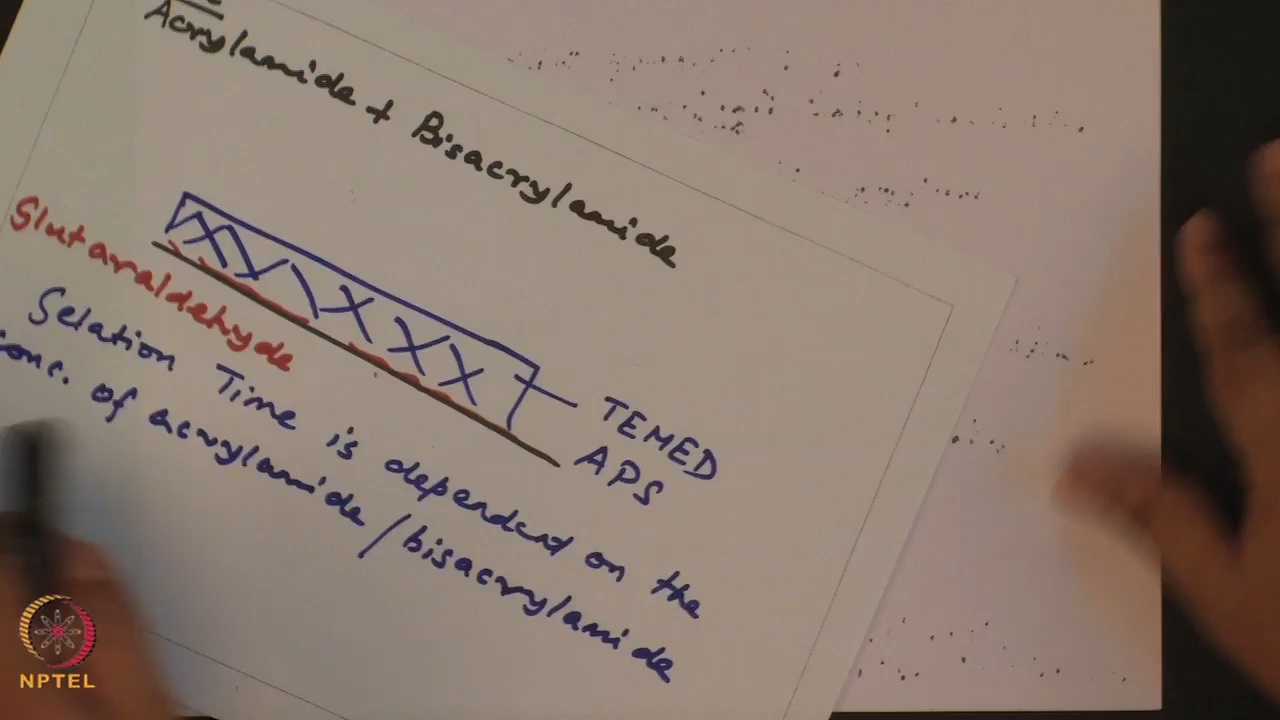 Acrylamide + Bisacrylamide
Glutaraldehyde
TEMED
APS
Gelation Time is dependent on the
conc. of acrylamide/bisacrylamide
NPTEL